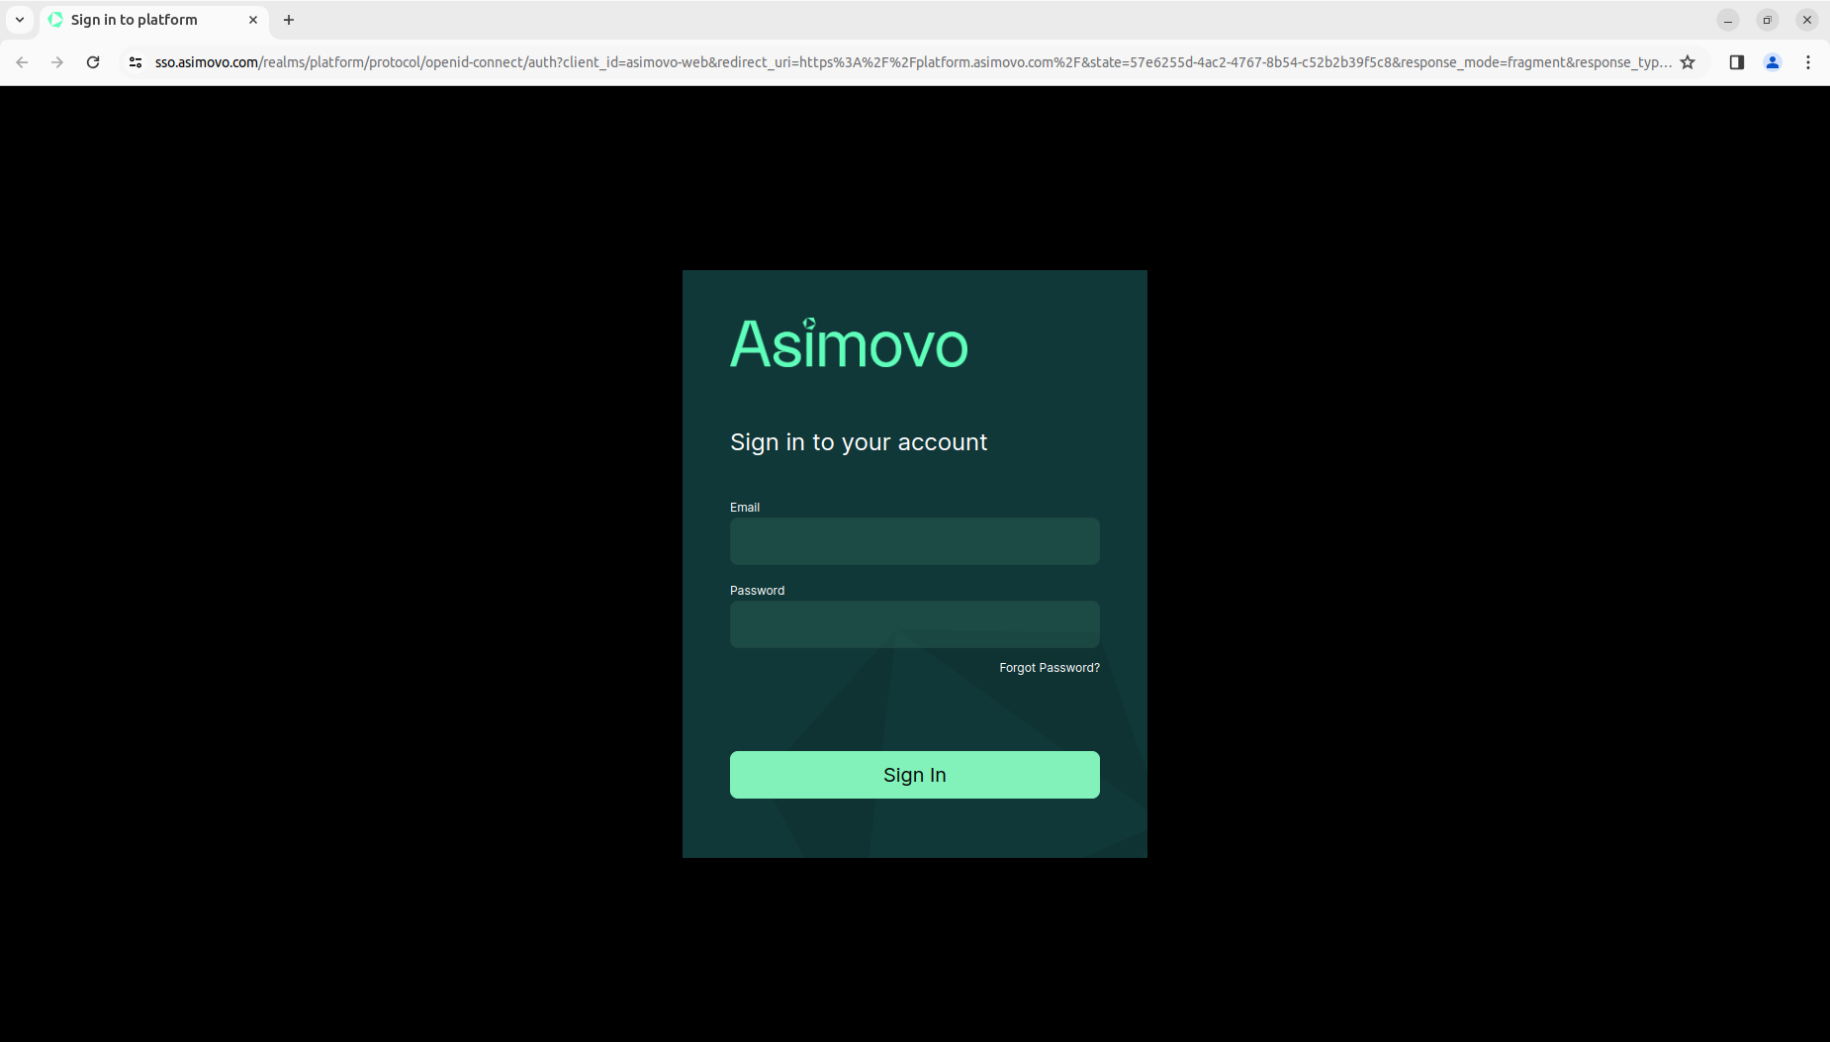 Sign in to platform
sso.asimovo.com/realms/platform/protocol/openid-connect/auth?client_id=asimovo-web&redirect_uri=https%3A%2F%2Fplatform.asimovo.com%2F&state=57e6255d-4ac2-4767-8b54-c52b2b39f5c8&response_mode=fragment&response_typ...
Asimovo
Sign in to your account
Email
Password
Forgot Password?
Sign In